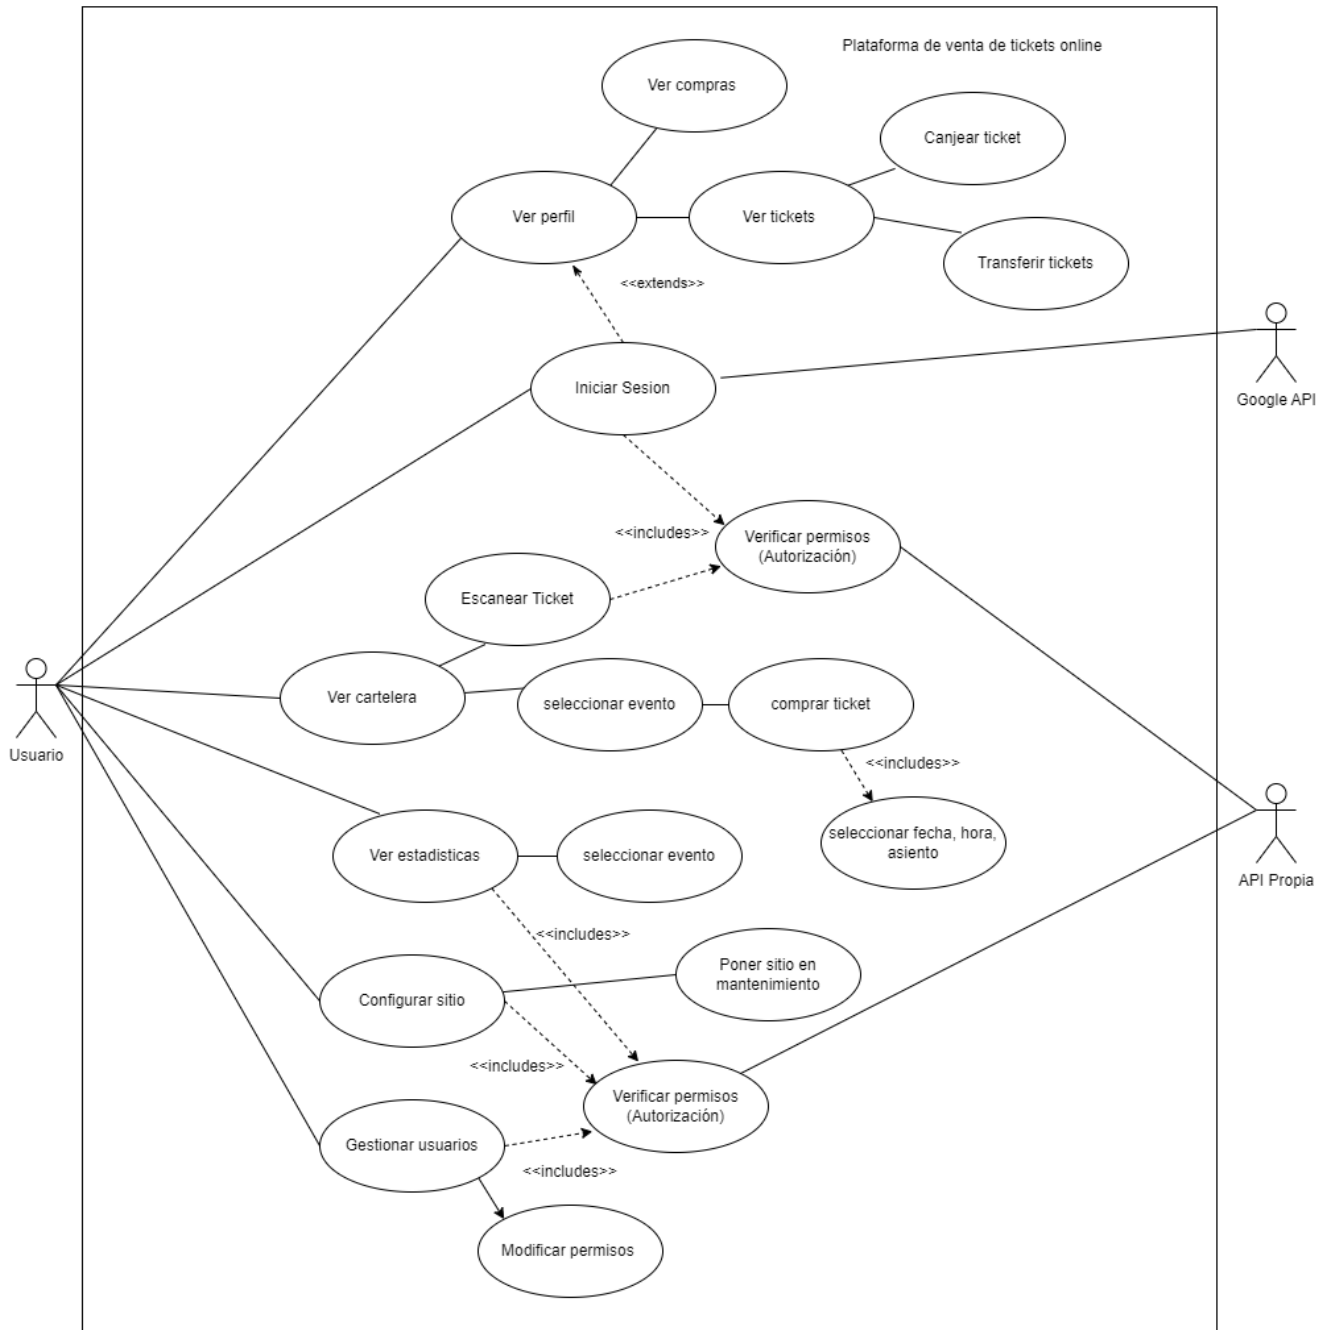 Plataforma de venta de tickets online
Ver compras
Canjear ticket
Ver perfil
Ver tickets
Transferir tickets
<<extends>>
Iniciar Sesion
Google API
<<includes>>
Verificar permisos
(Autorización)
Escanear Ticket
Ver cartelera
seleccionar evento
comprar ticket
Usuario
<<includes>>
seleccionar fecha, hora,
asiento
Ver estadisticas
seleccionar evento
API Propia
<<includes>>
Poner sitio en
mantenimiento
Configurar sitio
<<includes>>
Verificar permisos
(Autorización)
Gestionar usuarios
<<includes>>
Modificar permisos